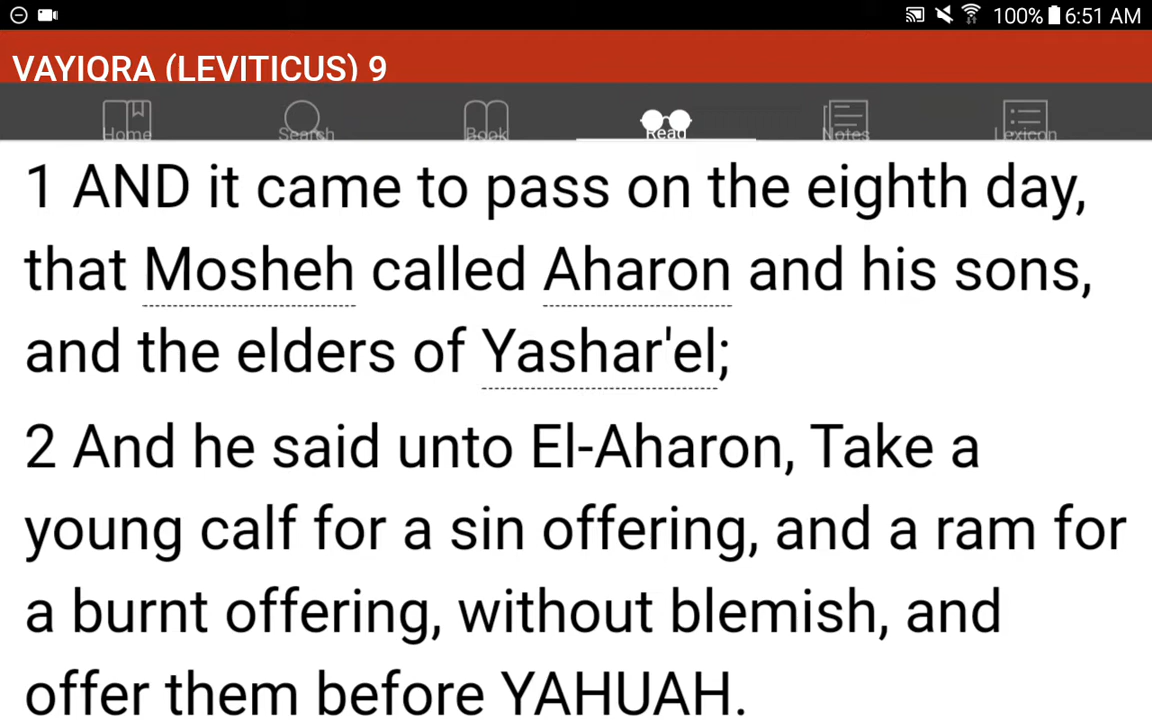 100% 6:51 AM
VAYIQRA (LEVITICUS) 9
Home Search Book Read Notes Lexicon
1 AND it came to pass on the eighth day,
that Mosheh called Aharon and his sons,
and the elders of Yashar'el;
2 And he said unto El-Aharon, Take a
young calf for a sin offering, and a ram for
a burnt offering, without blemish, and
offer them before YAHUAH.